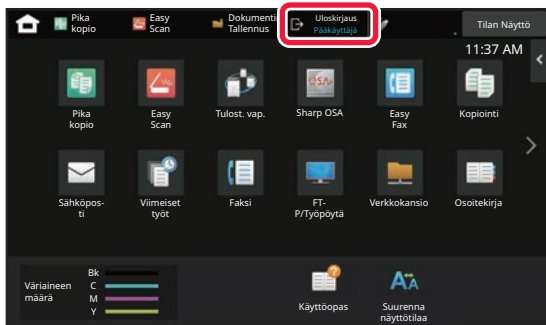 Pika
kopio
Easy
Scan
Dokumenti
Tallennus
Uloskirjaus
Pääkäyttäjä
Tilan Näyttö
11:37 AM
Pika
kopio
Easy
Scan
Tulost. vap.
Sharp OSA
Easy
Fax
Kopiointi
Sähköpos-
ti
Viimeiset
työt
Faksi
FT-
P/Työpöytä
Verkkokansio
Osoitekirja
Väriaineen
määrä
Bk
C
M
Y
Käyttöopas
Suurenna
näyttötilaa